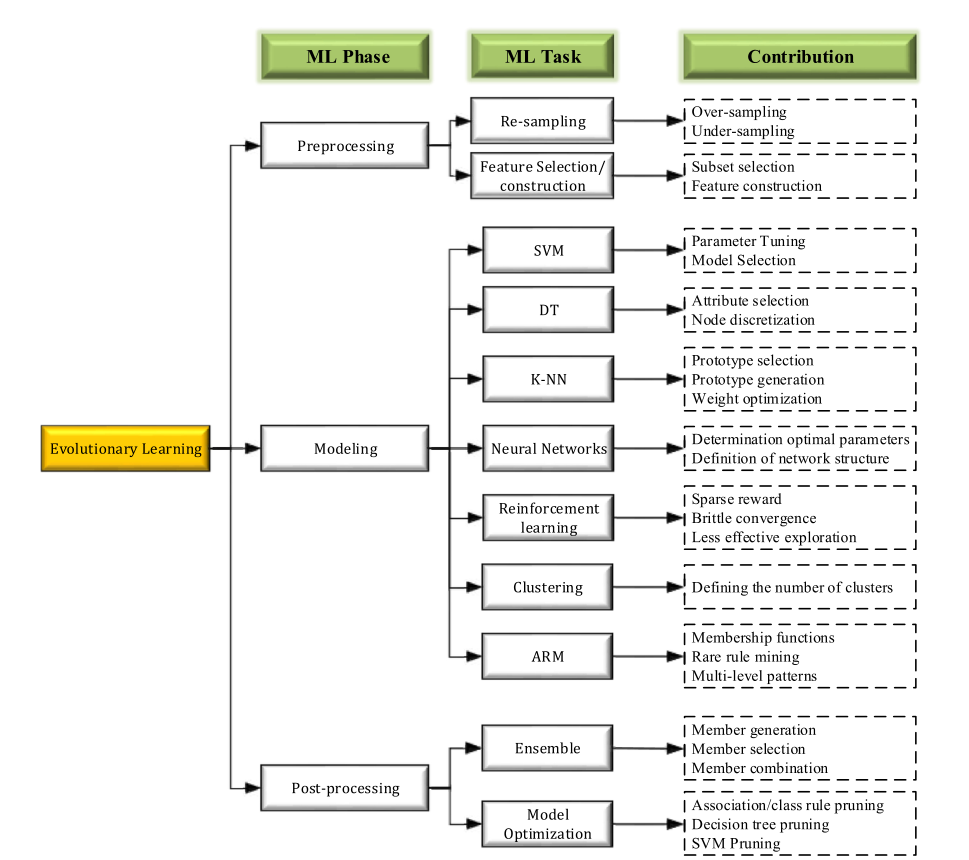 ML Phase
ML Task
Contribution
Evolutionary Learning
Preprocessing
Re-sampling
Over-sampling
Under-sampling
Feature Selection/
construction
Subset selection
Feature construction
Modeling
SVM
Parameter Tuning
Model Selection
DT
Attribute selection
Node discretization
K-NN
Prototype selection
Prototype generation
Weight optimization
Neural Networks
Determination optimal parameters
Definition of network structure
Reinforcement
learning
Sparse reward
Brittle convergence
Less effective exploration
Clustering
Defining the number of clusters
ARM
Membership functions
Rare rule mining
Multi-level patterns
Post-processing
Ensemble
Member generation
Member selection
Member combination
Model
Optimization
Association/class rule pruning
Decision tree pruning
SVM Pruning